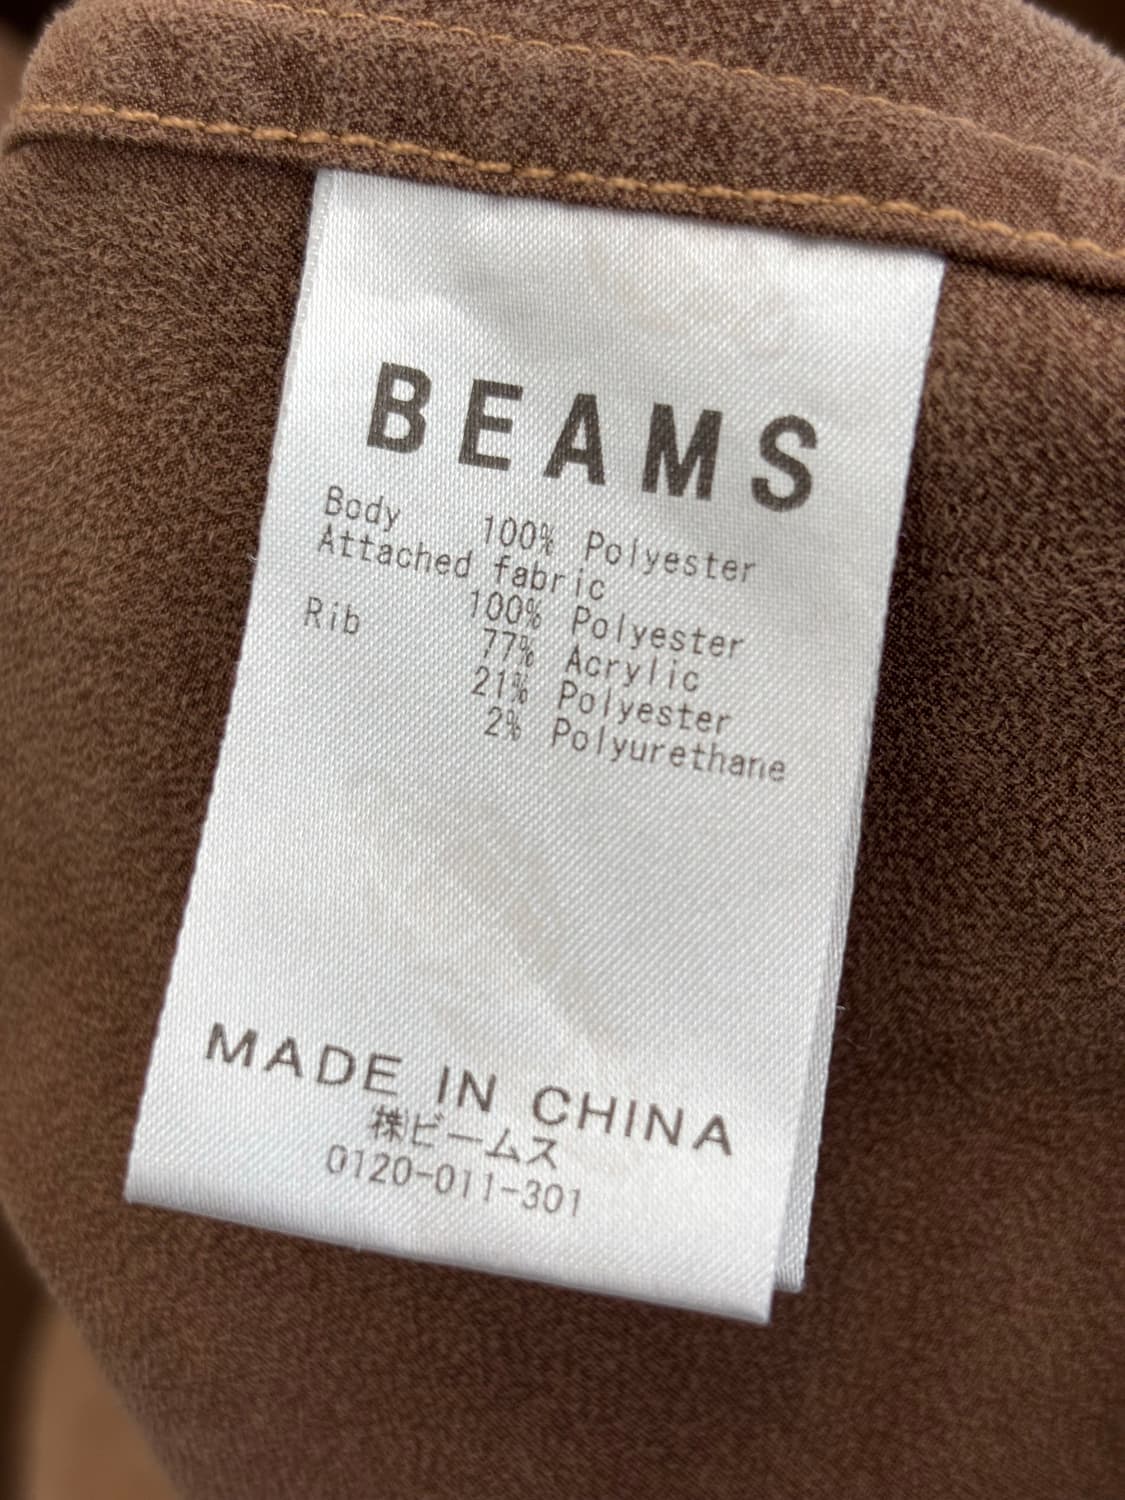 BEAMS
Body 100% Polyester
Attached fabric
100% Polyester
Rib 77% Acrylic
21% Polyester
2% Polyurethane
MADE IN CHINA
㈱ビームス
0120-011-301